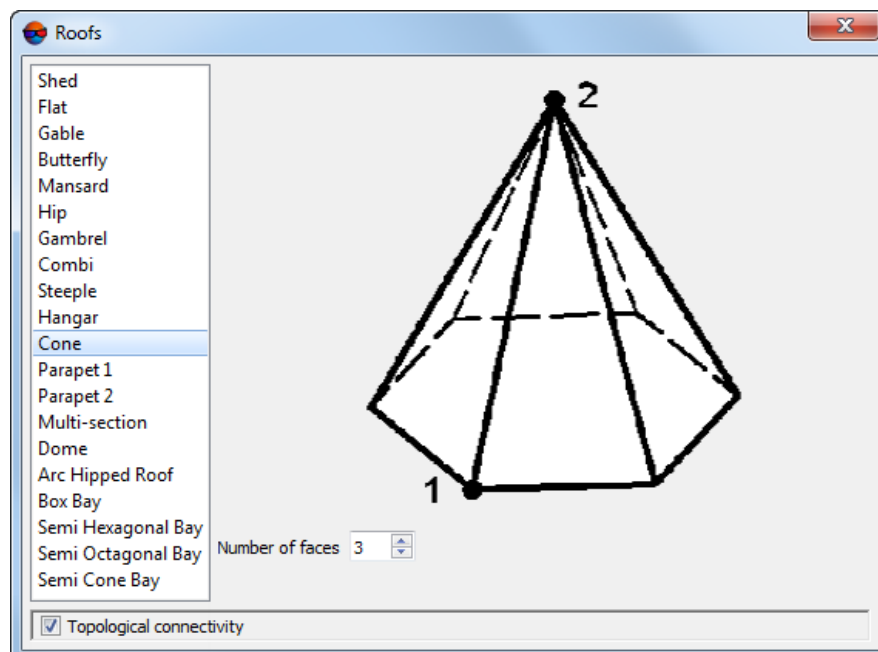 Roofs
Shed
Flat
Gable
Butterfly
Mansard
Hip
Gambrel
Combi
Steeple
Hangar
Cone
Parapet 1
Parapet 2
Multi-section
Dome
Arc Hipped Roof
Box Bay
Semi Hexagonal Bay
Semi Octagonal Bay
Semi Cone Bay
2
1
Number of faces 3
Topological connectivity